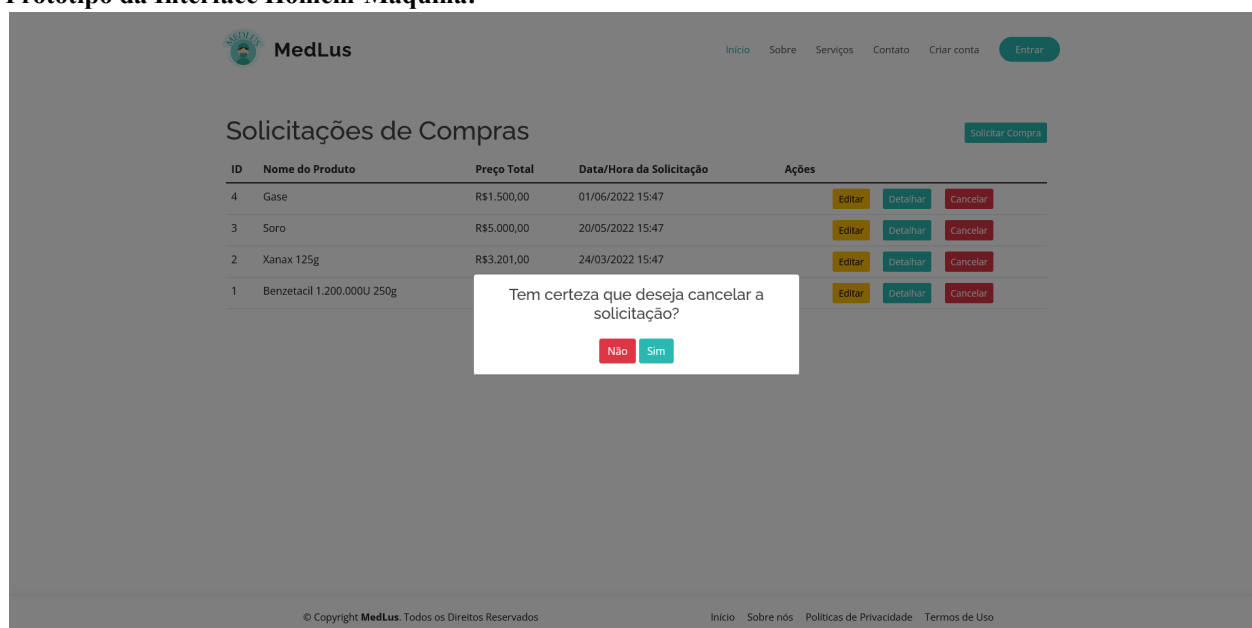 Protótipo da Interface Homem-Máquina:
MEDLUS
MedLus
Início Sobre Serviços Contato Criar conta Entrar
Solicitações de Compras
Solicitar Compra
ID Nome do Produto Preço Total Data/Hora da Solicitação Ações
4 Gase R$1.500,00 01/06/2022 15:47 Editar Detalhar Cancelar
3 Soro R$5.000,00 20/05/2022 15:47 Editar Detalhar Cancelar
2 Xanax 125g R$3.201,00 24/03/2022 15:47 Editar Detalhar Cancelar
1 Benzetacil 1.200.000U 250g Editar Detalhar Cancelar
Tem certeza que deseja cancelar a
solicitação?
Não Sim
© Copyright MedLus. Todos os Direitos Reservados
Início Sobre nós Políticas de Privacidade Termos de Uso